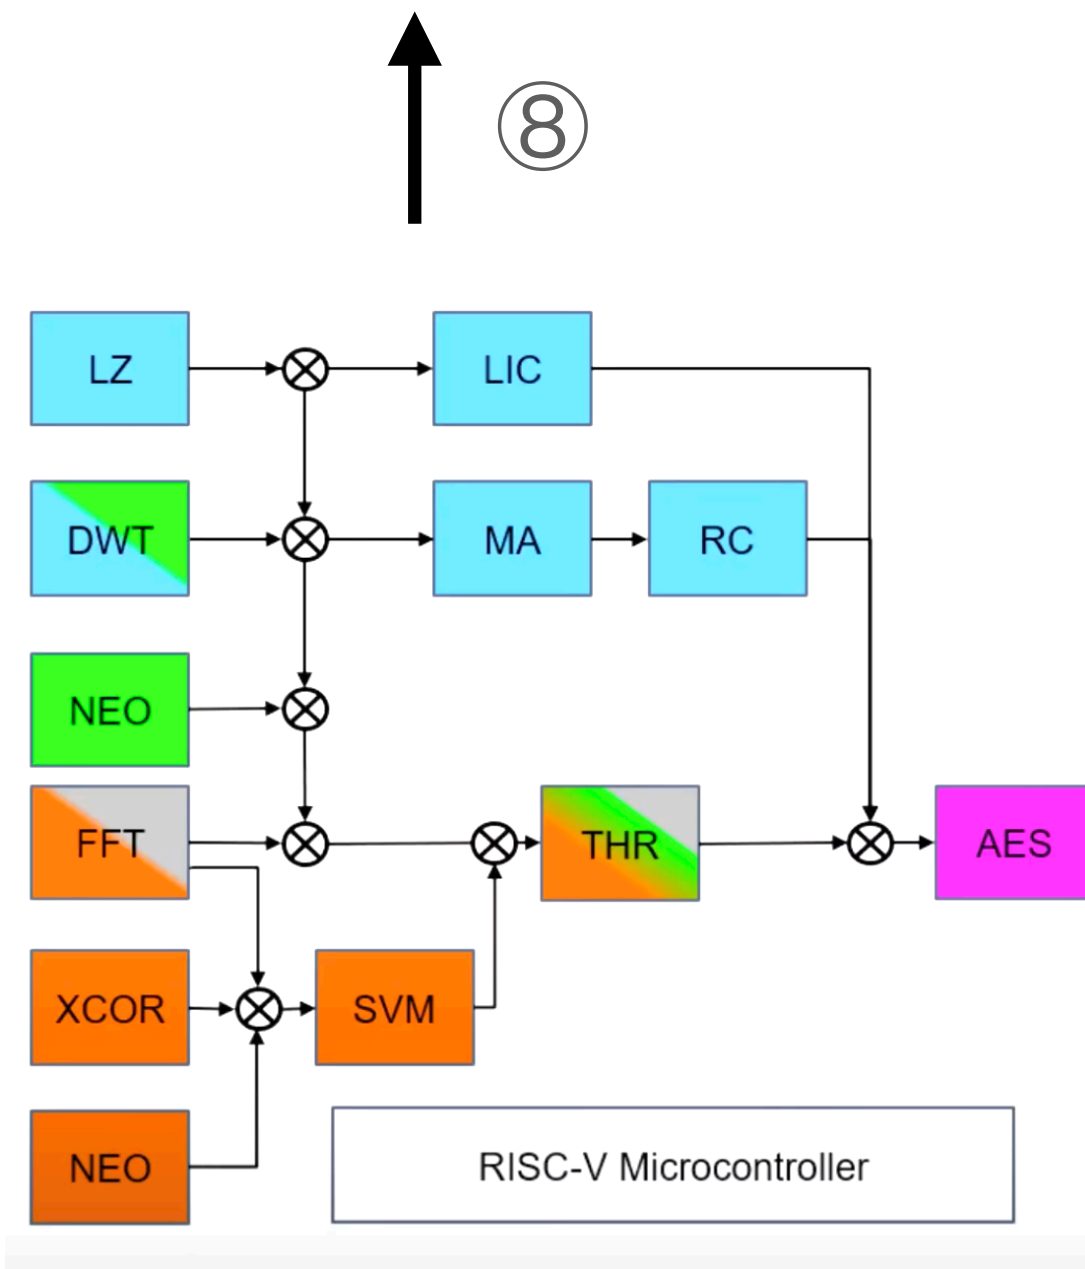 ⑧
LZ
LIC
DWT
MA
RC
NEO
FFT
THR
AES
XCOR
SVM
NEO
RISC-V Microcontroller